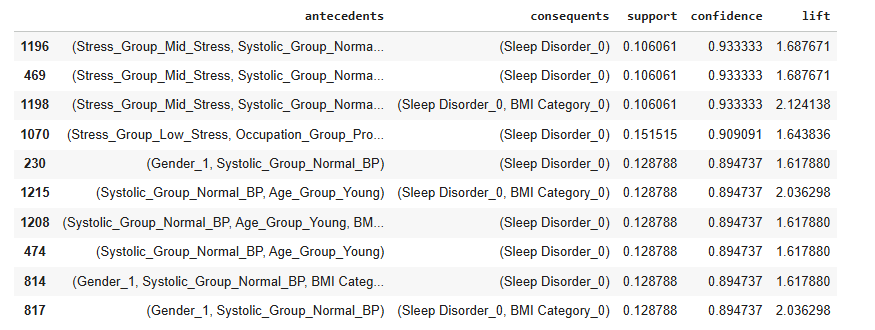 antecedents consequents support confidence lift
1196 (Stress_Group_Mid_Stress, Systolic_Group_Norma... (Sleep Disorder_0) 0.106061 0.933333 1.687671
469 (Stress_Group_Mid_Stress, Systolic_Group_Norma... (Sleep Disorder_0) 0.106061 0.933333 1.687671
1198 (Stress_Group_Mid_Stress, Systolic_Group_Norma... (Sleep Disorder_0, BMI Category_0) 0.106061 0.933333 2.124138
1070 (Stress_Group_Low_Stress, Occupation_Group_Pro... (Sleep Disorder_0) 0.151515 0.909091 1.643836
230 (Gender_1, Systolic_Group_Normal_BP) (Sleep Disorder_0) 0.128788 0.894737 1.617880
1215 (Systolic_Group_Normal_BP, Age_Group_Young) (Sleep Disorder_0, BMI Category_0) 0.128788 0.894737 2.036298
1208 (Systolic_Group_Normal_BP, Age_Group_Young, BM... (Sleep Disorder_0) 0.128788 0.894737 1.617880
474 (Systolic_Group_Normal_BP, Age_Group_Young) (Sleep Disorder_0) 0.128788 0.894737 1.617880
814 (Gender_1, Systolic_Group_Normal_BP, BMI Categ... (Sleep Disorder_0) 0.128788 0.894737 1.617880
817 (Gender_1, Systolic_Group_Normal_BP) (Sleep Disorder_0, BMI Category_0) 0.128788 0.894737 2.036298